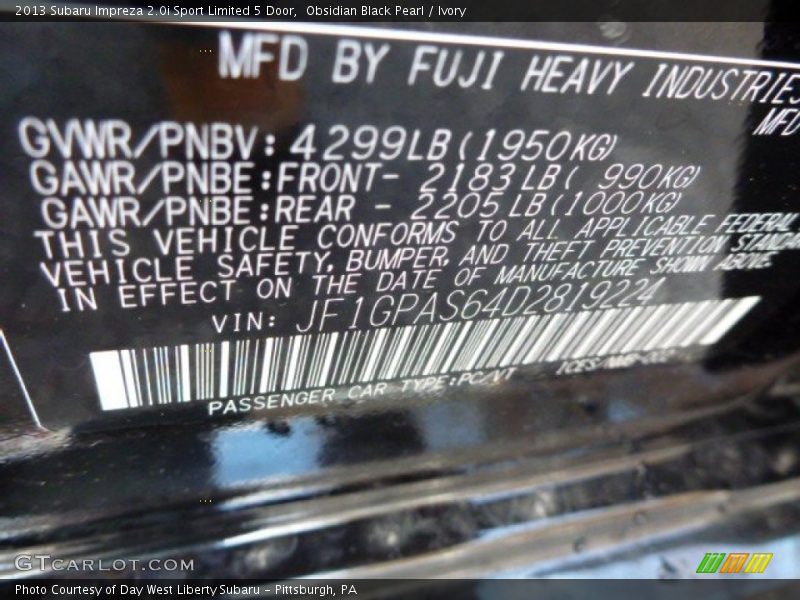 2013 Subaru Impreza 2.0i Sport Limited 5 Door, Obsidian Black Pearl / Ivory
MFD BY FUJI HEAVY INDUSTRIES
MFD
GVWR/PNBV: 4299LB(1950KG)
GAWR/PNBE:FRONT- 2183LB( 990KG)
GAWR/PNBE:REAR - 2205LB(1000KG)
THIS VEHICLE CONFORMS TO ALL APPLICABLE FEDERAL
VEHICLE SAFETY, BUMPER, AND THEFT PREVENTION STANDAR
IN EFFECT ON THE DATE OF MANUFACTURE SHOWN ABOVE.
VIN: JF1GPAS64D2819224
PASSENGER CAR TYPE:PC/VT
GTCARLOT.COM
Photo Courtesy of Day West Liberty Subaru - Pittsburgh, PA